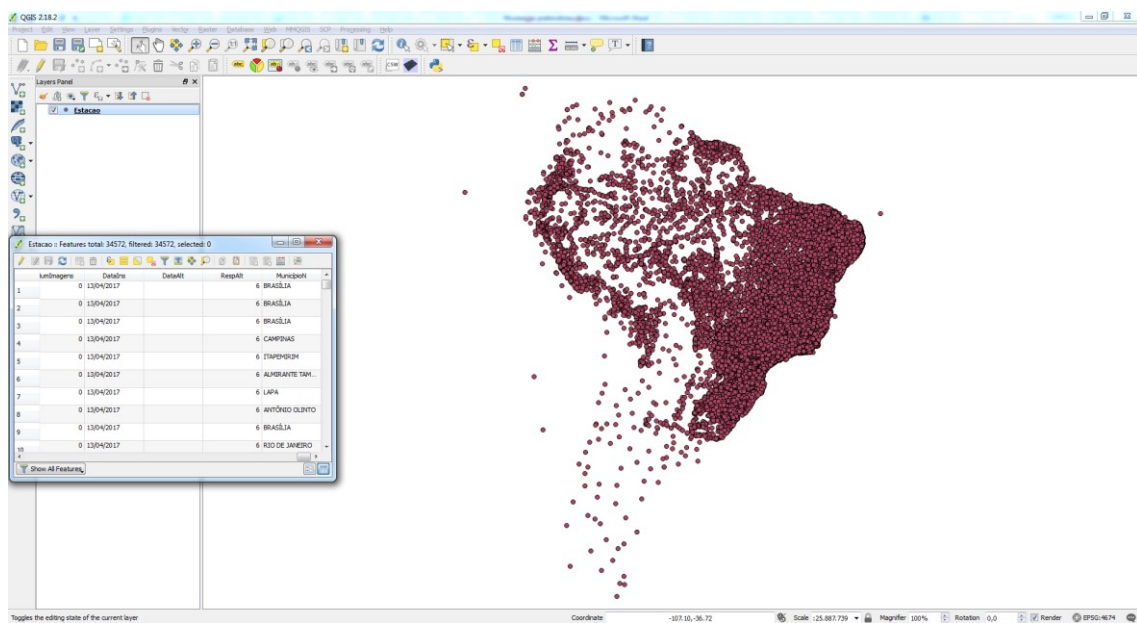 QGIS 2.18.2
Project Edit View Layer Settings Plugins Vector Raster Database Web MMQGIS SCP Processing Help
Layers Panel
Estacao
Estacao :: Features total: 34572, filtered: 34572, selected: 0
iumImagens DataIns DataAlt RespAlt MunicipioN
1 0 13/04/2017 6 BRASÍLIA
2 0 13/04/2017 6 BRASÍLIA
3 0 13/04/2017 6 BRASÍLIA
4 0 13/04/2017 6 CAMPINAS
5 0 13/04/2017 6 ITAPEMIRIM
6 0 13/04/2017 6 ALMIRANTE TAM...
7 0 13/04/2017 6 LAPA
8 0 13/04/2017 6 ANTÔNIO OLINTO
9 0 13/04/2017 6 BRASÍLIA
10 0 13/04/2017 6 RIO DE JANEIRO
Show All Features
Toggles the editing state of the current layer Coordinate -107.10,-36.72 Scale :25.887.739 Magnifier 100% Rotation 0,0 Render EPSG:4674